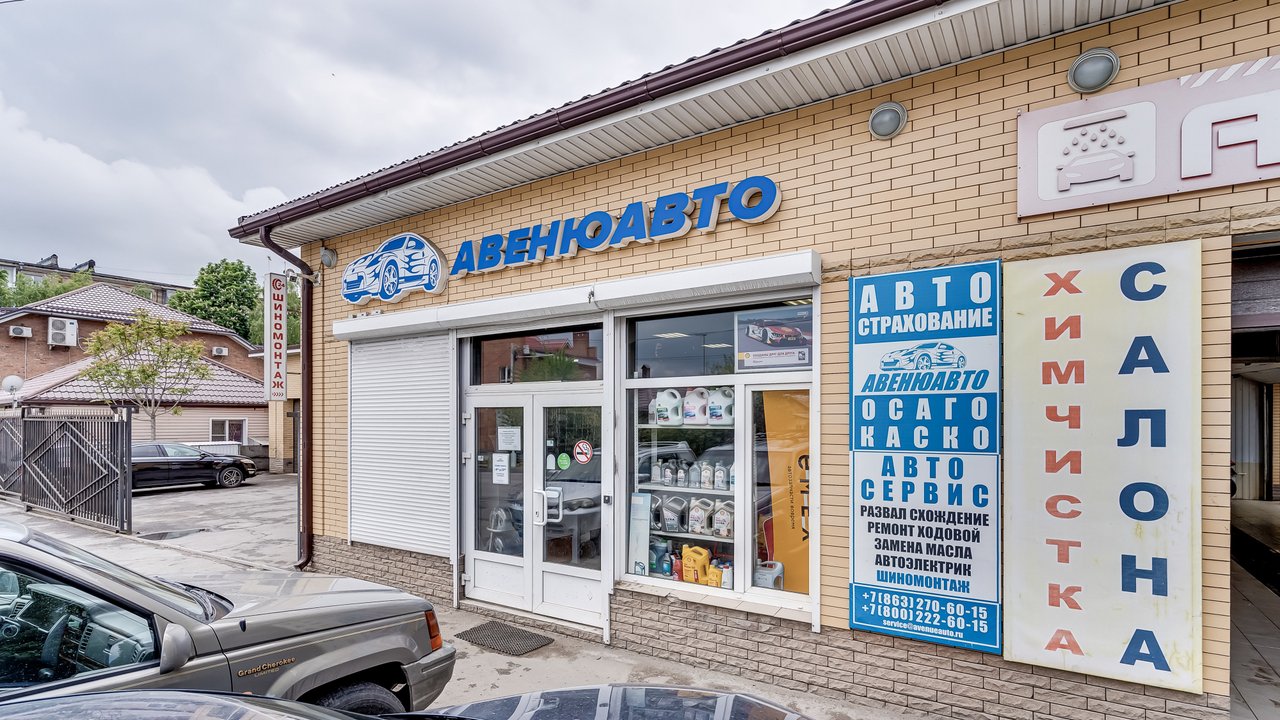 ШИНОМОНТАЖ
АВЕНЮАВТО
АВТО
СТРАХОВАНИЕ
АВЕНЮАВТО
ОСАГО
КАСКО
АВТО
СЕРВИС
РАЗВАЛ СХОЖДЕНИЕ
РЕМОНТ ХОДОВОЙ
ЗАМЕНА МАСЛА
АВТОЭЛЕКТРИК
ШИНОМОНТАЖ
+7 (863) 270-60-15
+7 (800) 222-60-15
service@avenueauto.ru
ХИМЧИСТКА
САЛОНА
Grand Cherokee
LIMITED